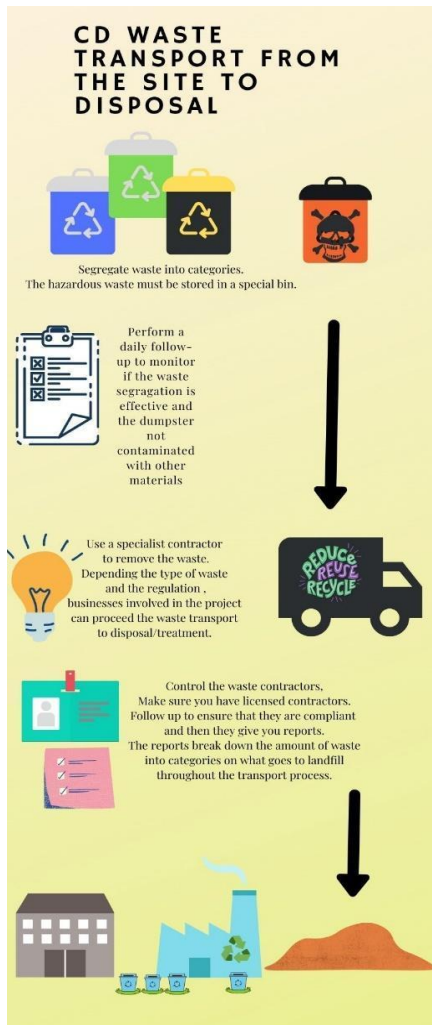 CD WASTE
TRANSPORT FROM
THE SITE TO
DISPOSAL
Segregate waste into categories.
The hazardous waste must be stored in a special bin.
Perform a
daily follow-
up to monitor
if the waste
segragation is
effective and
the dumpster
not
contaminated
with other
materials
Use a specialist contractor
to remove the waste.
Depending the type of waste
and the regulation ,
businesses involved in the project
can proceed the waste transport
to disposal/treatment.
REDUCE
REUSE
RECYCLE
Control the waste contractors,
Make sure you have licensed contractors.
Follow up to ensure that they are compliant
and then they give you reports.
The reports break down the amount of waste
into categories on what goes to landfill
throughout the transport process.